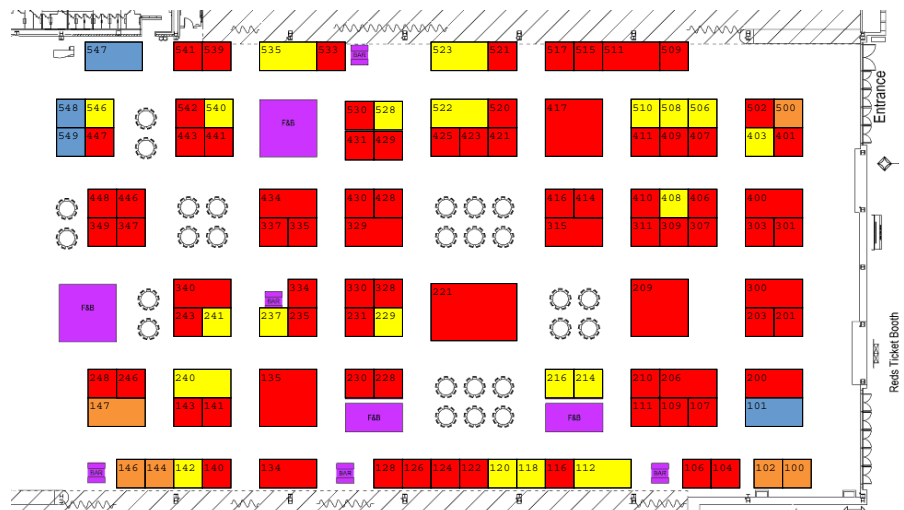 547 541 539 535 533 BAR 523 521 517 515 511 509
Entrance
548 546 542 540 F&B 530 528 522 520 417 510 508 506 502 500
549 447 443 441 431 429 425 423 421 411 409 407 403 401
448 446 434 430 428 416 414 410 408 406 400
349 347 337 335 329 315 311 309 307 303 301
F&B 340 BAR 334 330 328 221 209 300
243 241 237 235 231 229 203 201
Reds Ticket Booth
248 246 240 135 230 228 216 214 210 206 200
147 143 141 F&B F&B 111 109 107 101
BAR 146 144 142 140 134 BAR 128 126 124 122 120 118 116 112 BAR 106 104 102 100